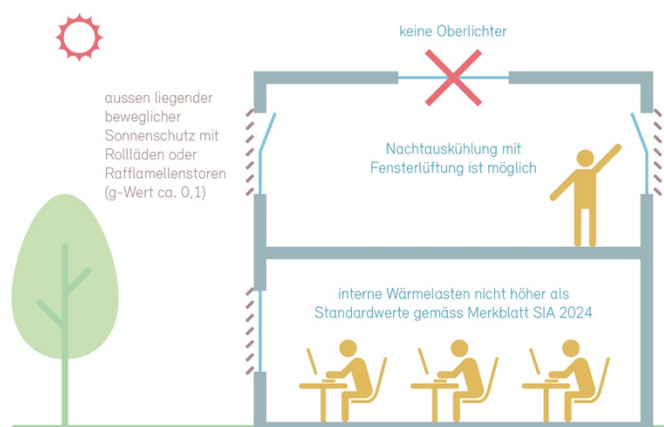 keine Oberlichter
aussen liegender
beweglicher
Sonnenschutz mit
Rollläden oder
Rafflamellenstoren
(g-Wert ca. 0,1)
Nachtauskühlung mit
Fensterlüftung ist möglich
interne Wärmelasten nicht höher als
Standardwerte gemäss Merkblatt SIA 2024